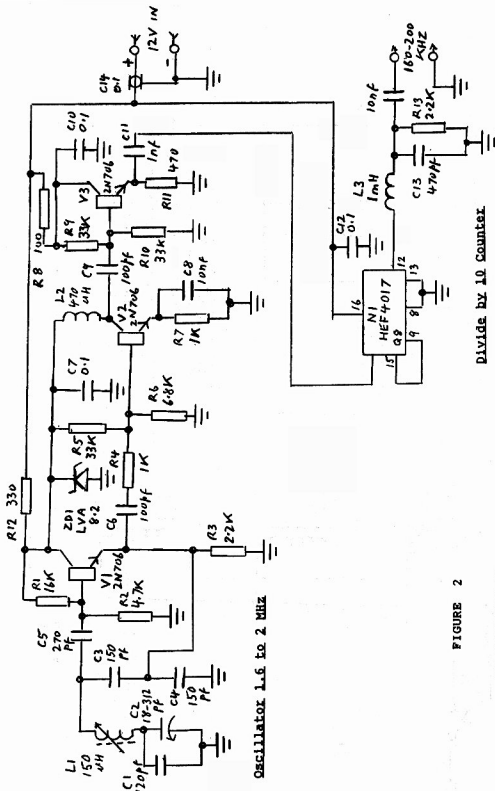 R12 330
R8
100
C14
0.1
+
12V IN
-
R1
16K
ZD1
LVA
8.2
R5
33K
C7
0.1
L2
470
uH
R9
33K
C10
0.1
V3
2N706
C5
270
Pf
V1
2N706
C9
100Pf
V2
2N706
R10
33K
C11
1nf
R11
470
L1
150
uH
C3
150
Pf
R2
4.7K
C6
100Pf
R4
1K
R6
6.8K
R7
1K
C8
10nf
C1
120pf
C2
18-312
Pf
C4
150
Pf
R3
2.2K
Oscillator 1.6 to 2 MHz
C12
0.1
16
N1
HEF4017
Q8
15
9
8
13
12
L3
1mH
10nf
C13
470pf
R13
2.2K
160-200
KHZ
Divide by 10 Counter
FIGURE 2